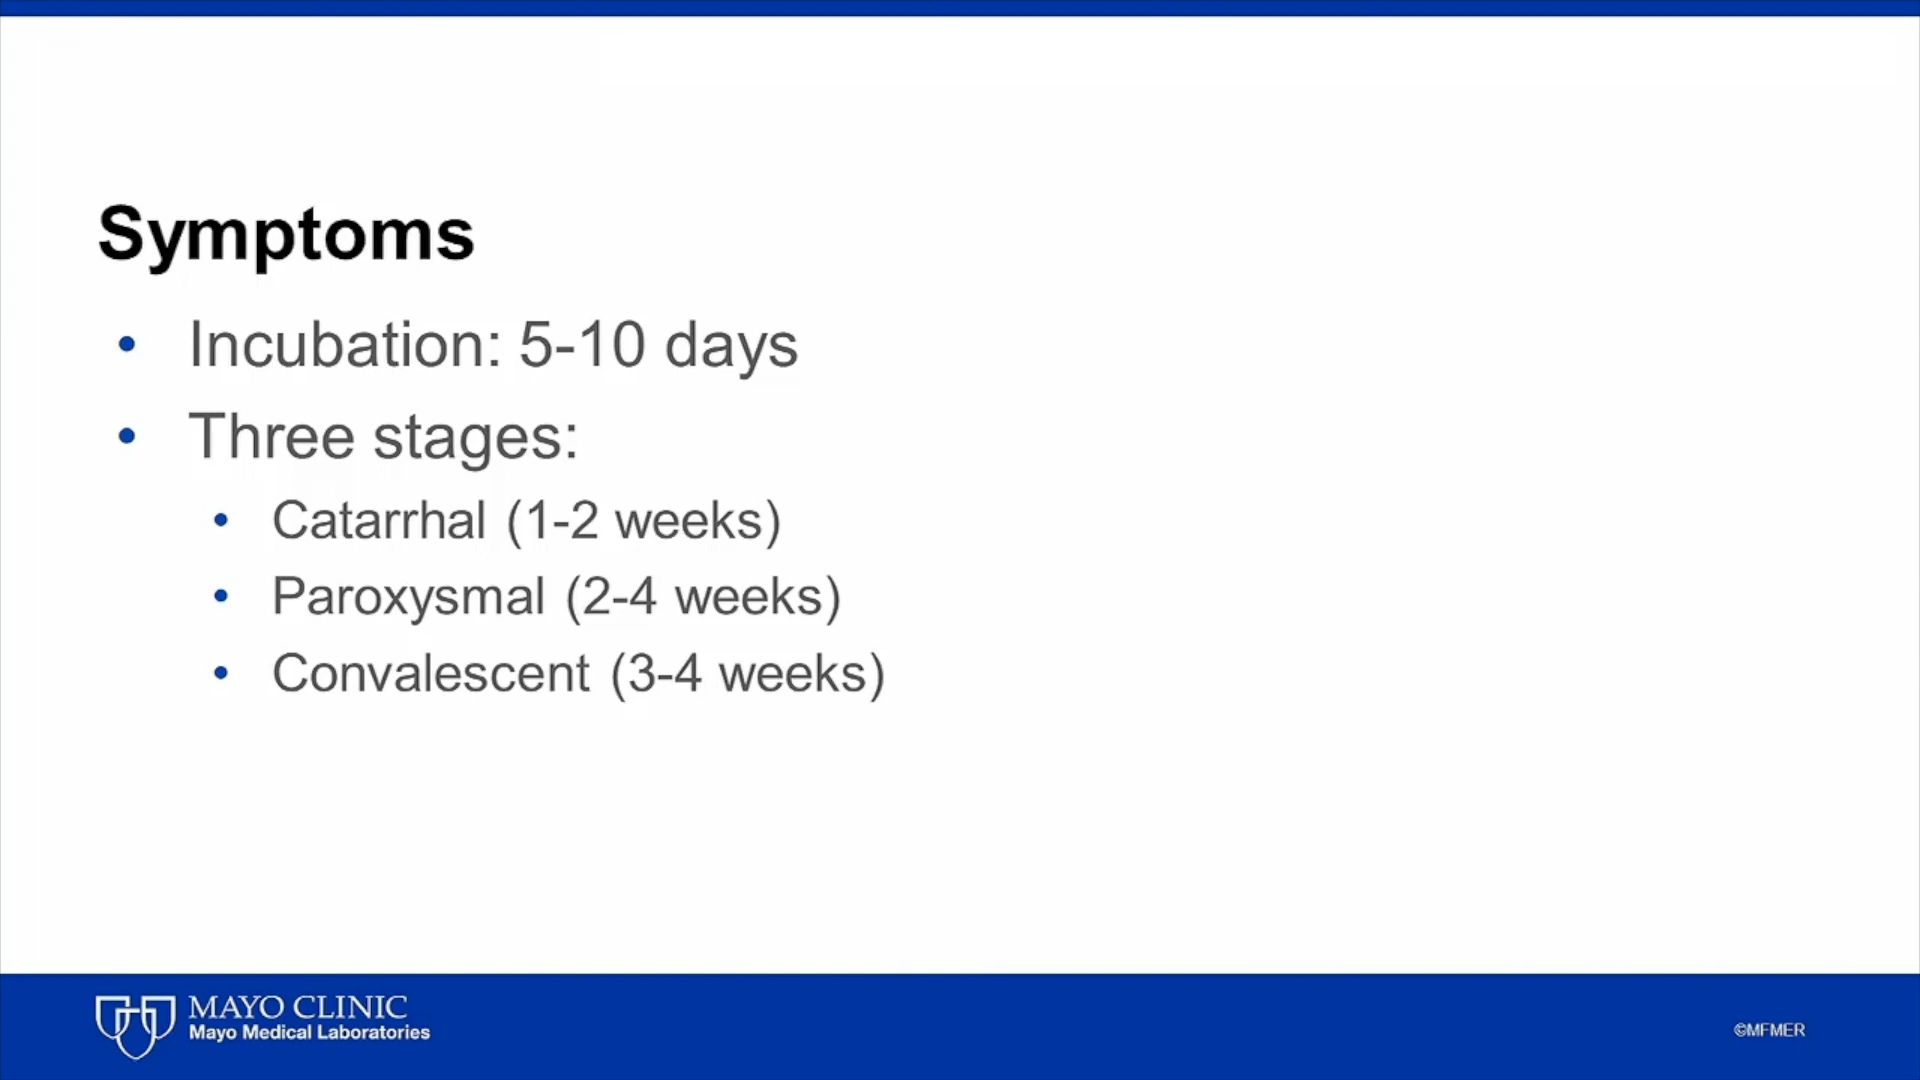 Symptoms
• Incubation: 5-10 days
• Three stages:
• Catarrhal (1-2 weeks)
• Paroxysmal (2-4 weeks)
• Convalescent (3-4 weeks)
MAYO CLINIC
Mayo Medical Laboratories
©MFMER